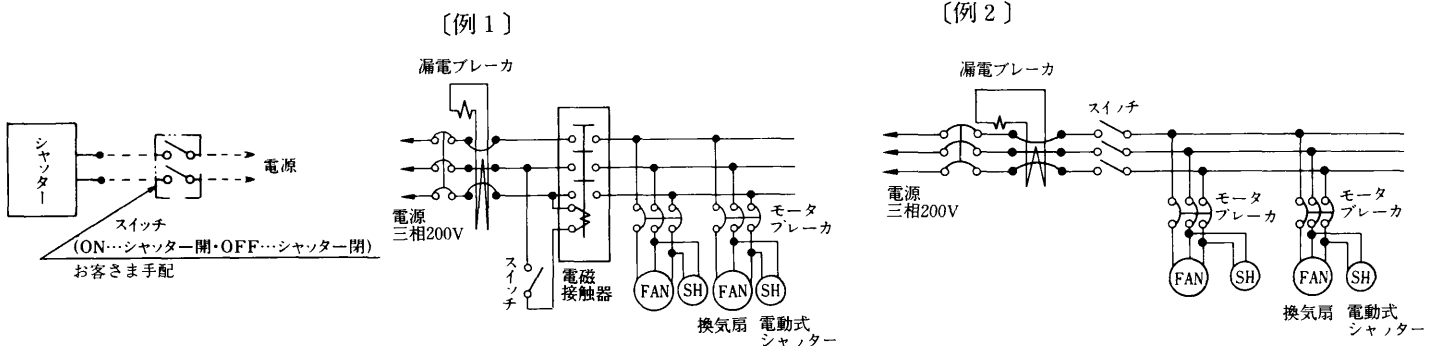 シャッター
電源
スイッチ
(ON…シャッター開・OFF…シャッター閉)
お客さま手配
〔例1〕
漏電ブレーカ
電源
三相200V
スイッチ
電磁
接触器
モータ
ブレーカ
FAN
SH
FAN
SH
換気扇
電動式
シャッター
〔例2〕
漏電ブレーカ
スイッチ
電源
三相200V
モータ
ブレーカ
モータ
ブレーカ
FAN
SH
FAN
SH
換気扇
電動式
シャッター